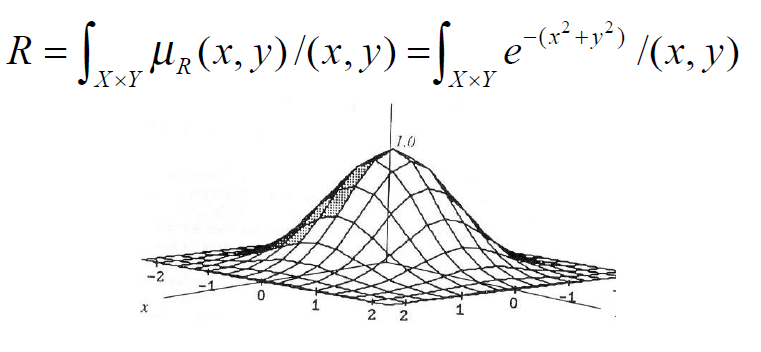 R = ∫_{X×Y} μ_R(x, y)/(x, y) = ∫_{X×Y} e^{-(x²+y²)} /(x, y)
1.0
-2 -1 0 1 2 2 1 0 -1
x